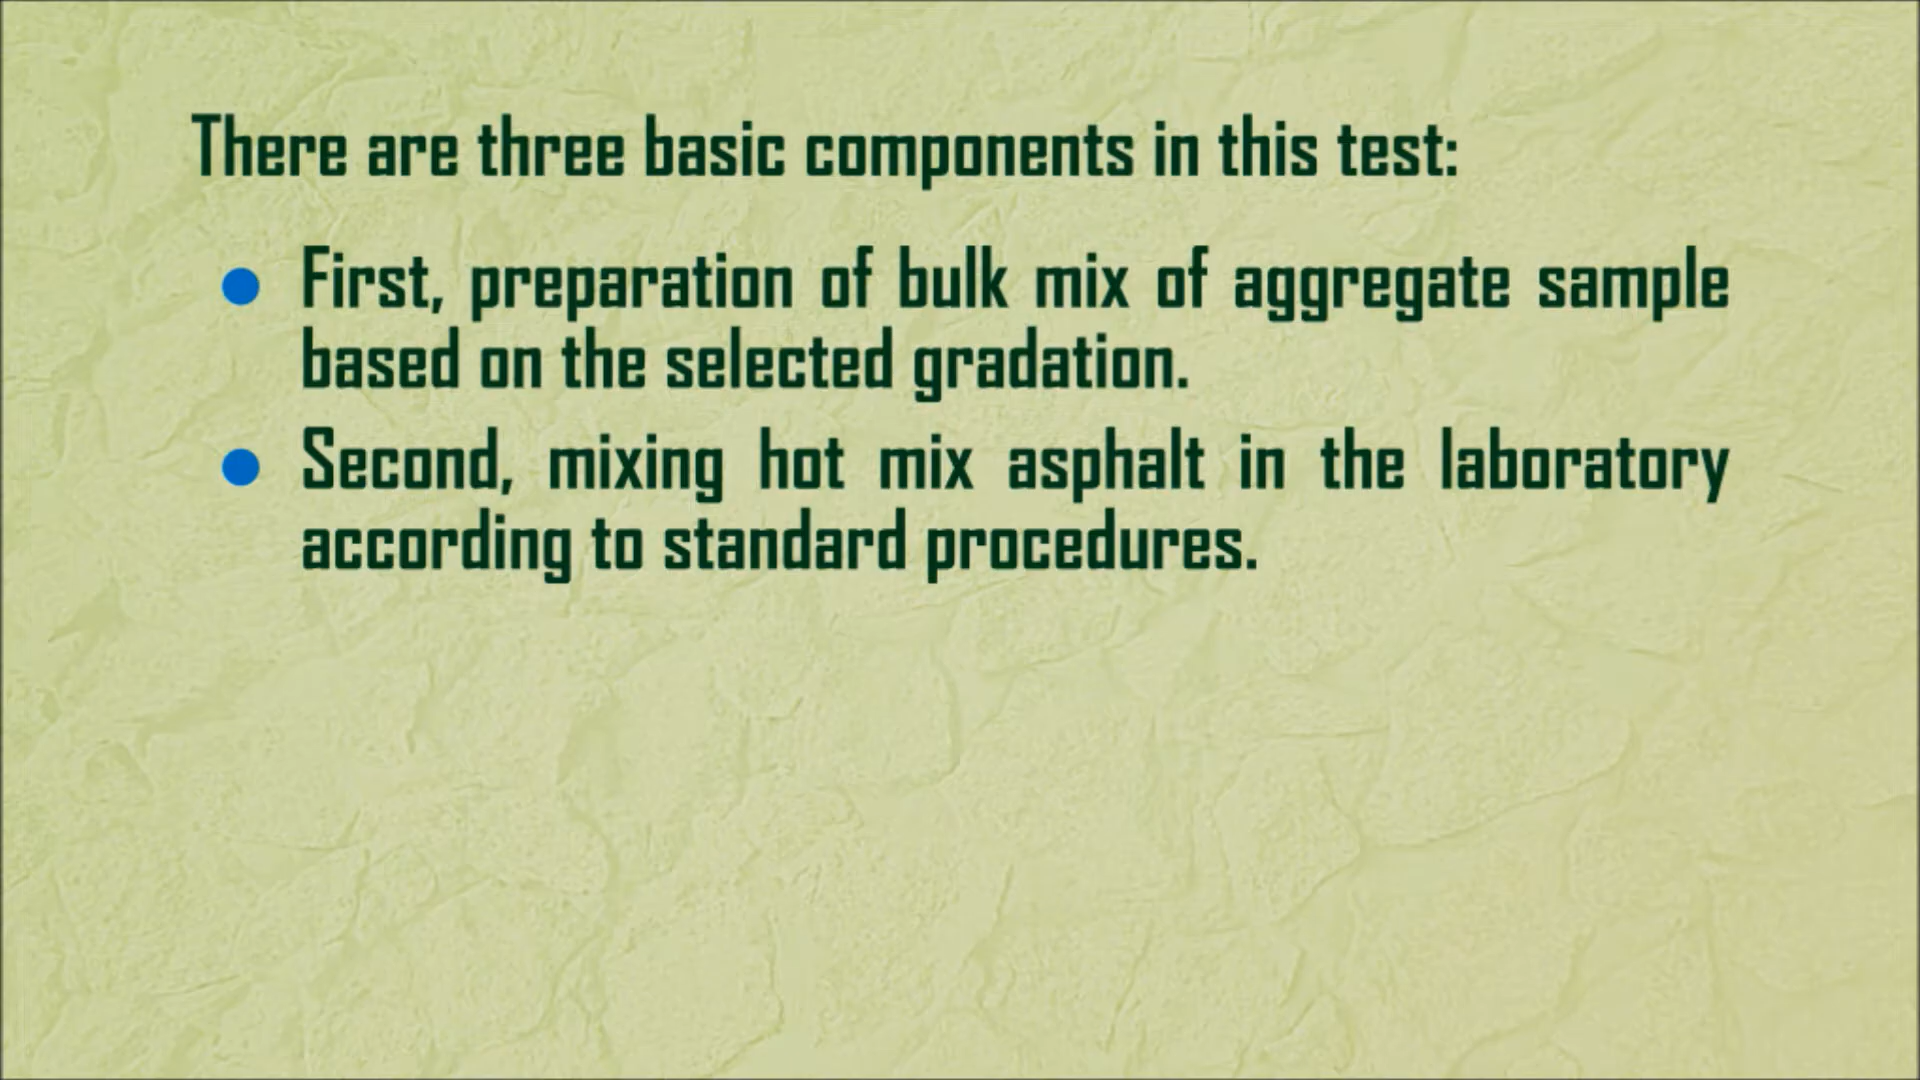 There are three basic components in this test:
First, preparation of bulk mix of aggregate sample
based on the selected gradation.
Second, mixing hot mix asphalt in the laboratory
according to standard procedures.